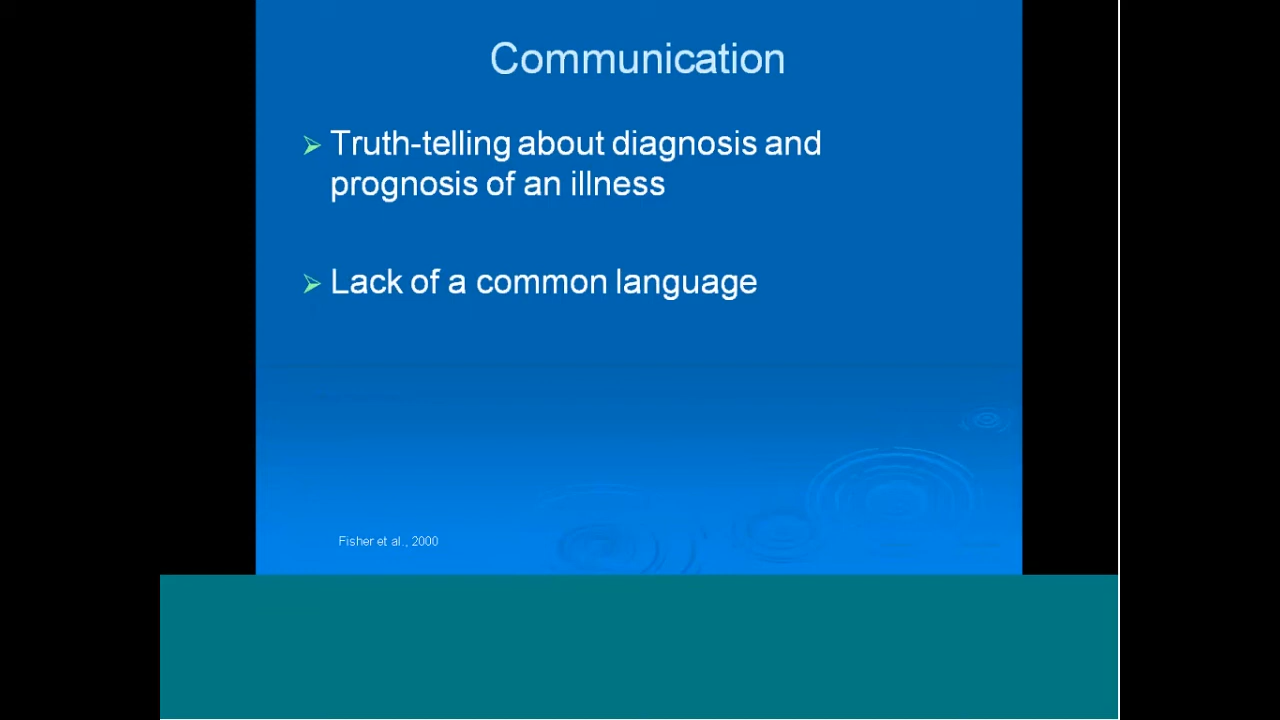 Communication
➢ Truth-telling about diagnosis and
prognosis of an illness
➢ Lack of a common language
Fisher et al., 2000